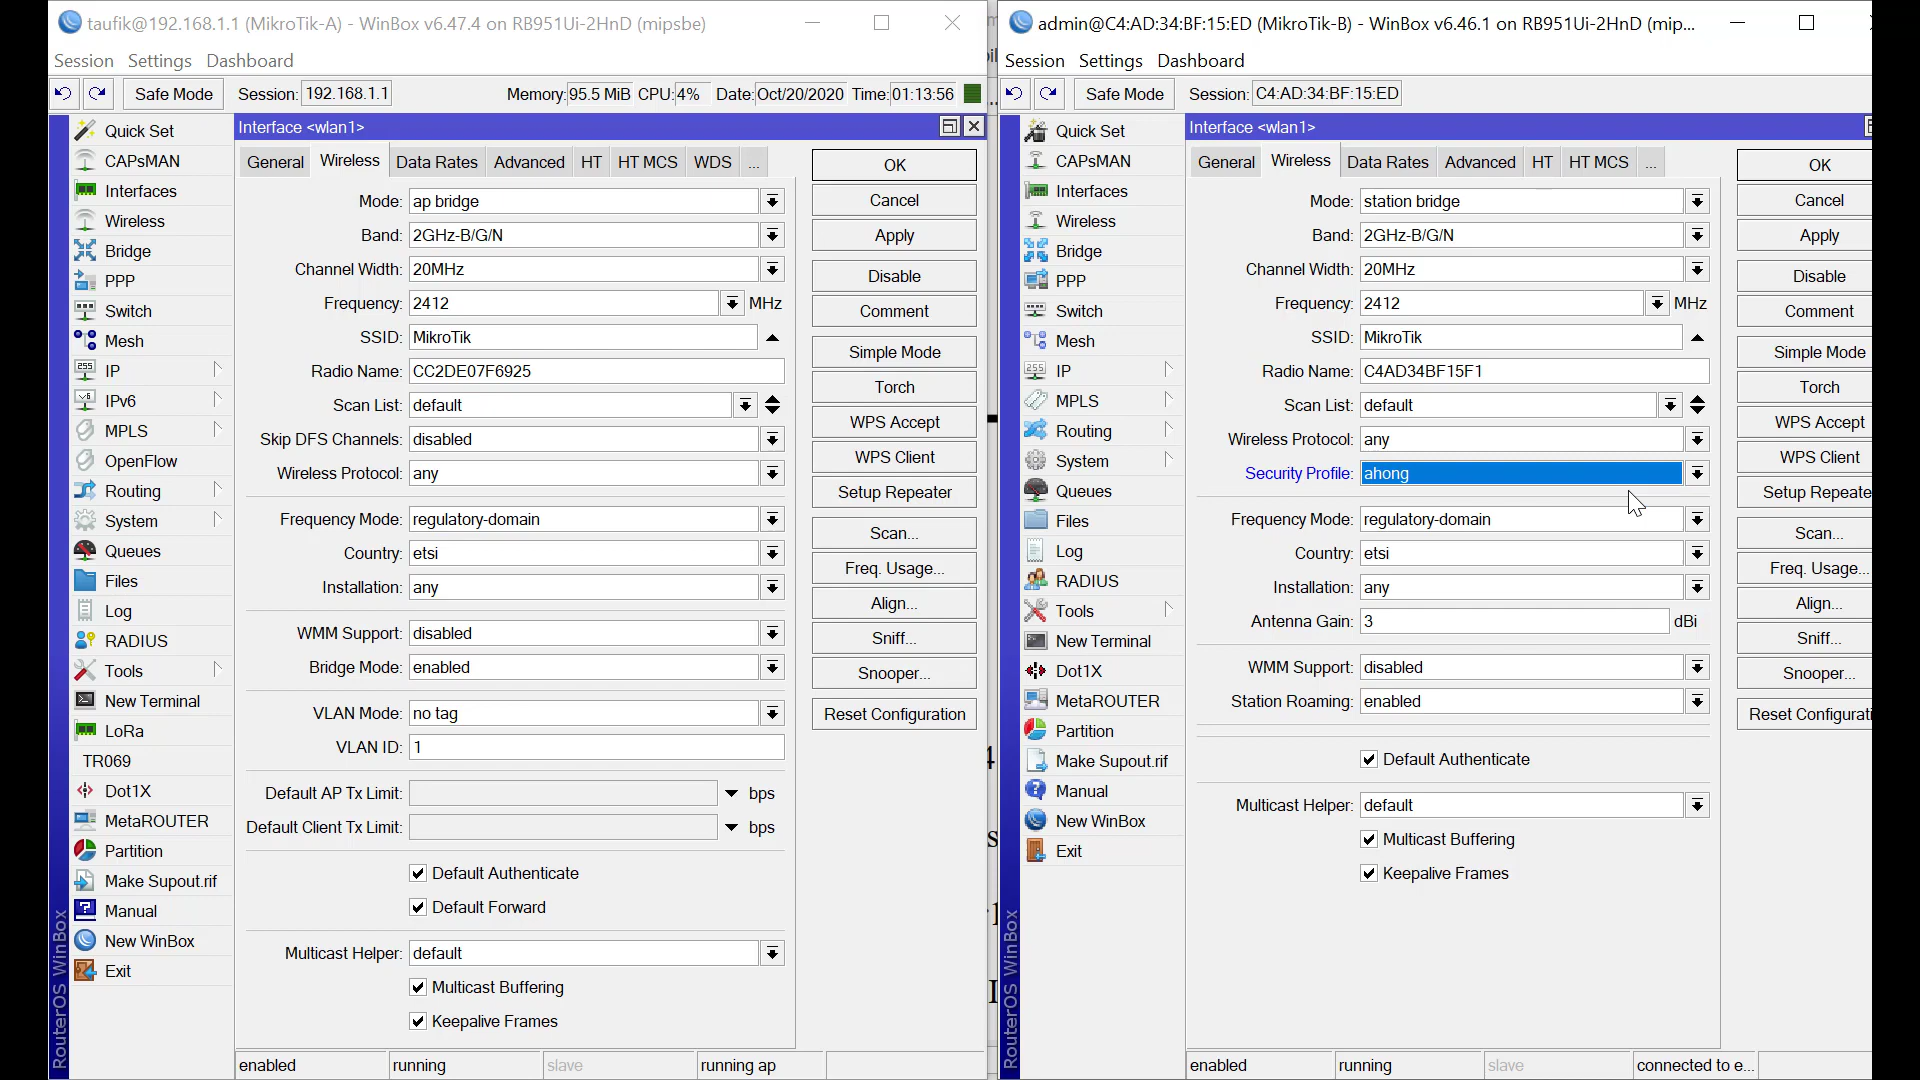 taufik@192.168.1.1 (MikroTik-A) - WinBox v6.47.4 on RB951Ui-2HnD (mipsbe)
Session Settings Dashboard
Safe Mode Session: 192.168.1.1 Memory: 95.5 MiB CPU: 4% Date: Oct/20/2020 Time: 01:13:56
Quick Set
CAPsMAN
Interfaces
Wireless
Bridge
PPP
Switch
Mesh
IP
IPv6
MPLS
OpenFlow
Routing
System
Queues
Files
Log
RADIUS
Tools
New Terminal
LoRa
TR069
Dot1X
MetaROUTER
Partition
Make Supout.rif
Manual
New WinBox
Exit
RouterOS WinBox
Interface <wlan1>
General Wireless Data Rates Advanced HT HT MCS WDS ...
Mode: ap bridge
Band: 2GHz-B/G/N
Channel Width: 20MHz
Frequency: 2412 MHz
SSID: MikroTik
Radio Name: CC2DE07F6925
Scan List: default
Skip DFS Channels: disabled
Wireless Protocol: any
Frequency Mode: regulatory-domain
Country: etsi
Installation: any
WMM Support: disabled
Bridge Mode: enabled
VLAN Mode: no tag
VLAN ID: 1
Default AP Tx Limit: bps
Default Client Tx Limit: bps
Default Authenticate
Default Forward
Multicast Helper: default
Multicast Buffering
Keepalive Frames
OK
Cancel
Apply
Disable
Comment
Simple Mode
Torch
WPS Accept
WPS Client
Setup Repeater
Scan...
Freq. Usage...
Align...
Sniff...
Snooper...
Reset Configuration
enabled running slave running ap
admin@C4:AD:34:BF:15:ED (MikroTik-B) - WinBox v6.46.1 on RB951Ui-2HnD (mip...
Session Settings Dashboard
Safe Mode Session: C4:AD:34:BF:15:ED
Quick Set
CAPsMAN
Interfaces
Wireless
Bridge
PPP
Switch
Mesh
IP
MPLS
Routing
System
Queues
Files
Log
RADIUS
Tools
New Terminal
Dot1X
MetaROUTER
Partition
Make Supout.rif
Manual
New WinBox
Exit
RouterOS WinBox
Interface <wlan1>
General Wireless Data Rates Advanced HT HT MCS ...
Mode: station bridge
Band: 2GHz-B/G/N
Channel Width: 20MHz
Frequency: 2412 MHz
SSID: MikroTik
Radio Name: C4AD34BF15F1
Scan List: default
Wireless Protocol: any
Security Profile: ahong
Frequency Mode: regulatory-domain
Country: etsi
Installation: any
Antenna Gain: 3 dBi
WMM Support: disabled
Station Roaming: enabled
Default Authenticate
Multicast Helper: default
Multicast Buffering
Keepalive Frames
OK
Cancel
Apply
Disable
Comment
Simple Mode
Torch
WPS Accept
WPS Client
Setup Repeate
Scan...
Freq. Usage...
Align...
Sniff...
Snooper...
Reset Configurati
enabled running slave connected to e...